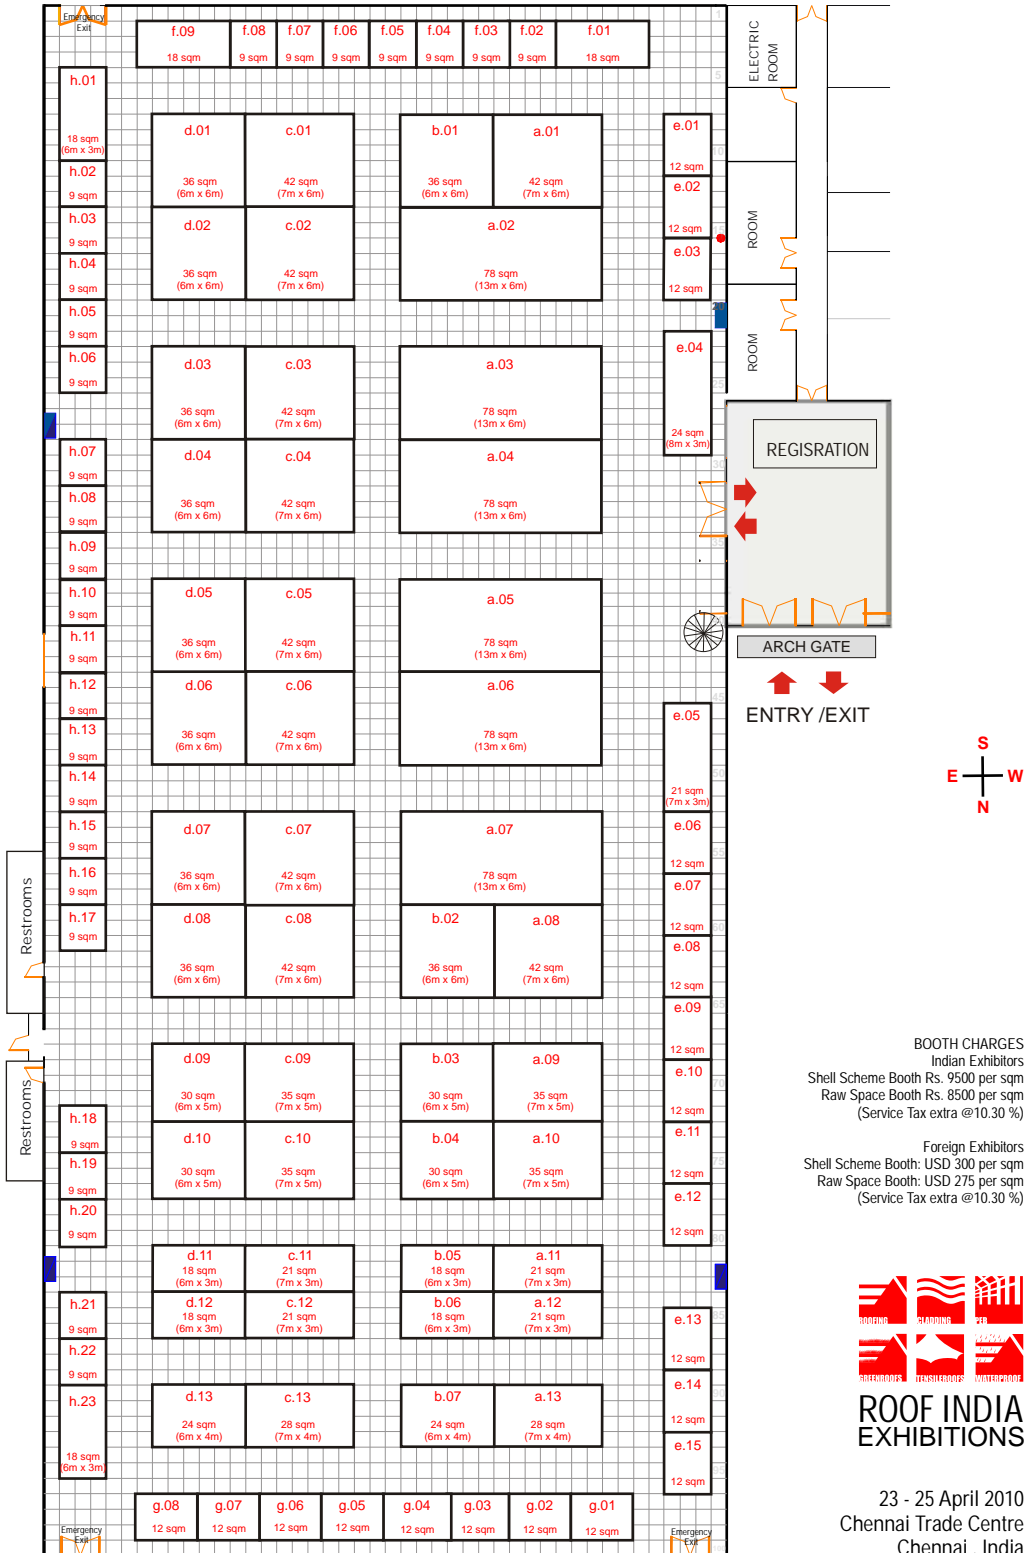 Emergency
Exit
f.09
18 sqm
f.08
9 sqm
f.07
9 sqm
f.06
9 sqm
f.05
9 sqm
f.04
9 sqm
f.03
9 sqm
f.02
9 sqm
f.01
18 sqm
ELECTRIC
ROOM
ROOM
ROOM
h.01
18 sqm
(6m x 3m)
h.02
9 sqm
h.03
9 sqm
h.04
9 sqm
h.05
9 sqm
h.06
9 sqm
h.07
9 sqm
h.08
9 sqm
h.09
9 sqm
h.10
9 sqm
h.11
9 sqm
h.12
9 sqm
h.13
9 sqm
h.14
9 sqm
h.15
9 sqm
h.16
9 sqm
h.17
9 sqm
h.18
9 sqm
h.19
9 sqm
h.20
9 sqm
h.21
9 sqm
h.22
9 sqm
h.23
18 sqm
(6m x 3m)
Restrooms
Restrooms
d.01
36 sqm
(6m x 6m)
c.01
42 sqm
(7m x 6m)
b.01
36 sqm
(6m x 6m)
a.01
42 sqm
(7m x 6m)
d.02
36 sqm
(6m x 6m)
c.02
42 sqm
(7m x 6m)
a.02
78 sqm
(13m x 6m)
d.03
36 sqm
(6m x 6m)
c.03
42 sqm
(7m x 6m)
a.03
78 sqm
(13m x 6m)
d.04
36 sqm
(6m x 6m)
c.04
42 sqm
(7m x 6m)
a.04
78 sqm
(13m x 6m)
d.05
36 sqm
(6m x 6m)
c.05
42 sqm
(7m x 6m)
a.05
78 sqm
(13m x 6m)
d.06
36 sqm
(6m x 6m)
c.06
42 sqm
(7m x 6m)
a.06
78 sqm
(13m x 6m)
d.07
36 sqm
(6m x 6m)
c.07
42 sqm
(7m x 6m)
a.07
78 sqm
(13m x 6m)
d.08
36 sqm
(6m x 6m)
c.08
42 sqm
(7m x 6m)
b.02
36 sqm
(6m x 6m)
a.08
42 sqm
(7m x 6m)
d.09
30 sqm
(6m x 5m)
c.09
35 sqm
(7m x 5m)
b.03
30 sqm
(6m x 5m)
a.09
35 sqm
(7m x 5m)
d.10
30 sqm
(6m x 5m)
c.10
35 sqm
(7m x 5m)
b.04
30 sqm
(6m x 5m)
a.10
35 sqm
(7m x 5m)
d.11
18 sqm
(6m x 3m)
c.11
21 sqm
(7m x 3m)
b.05
18 sqm
(6m x 3m)
a.11
21 sqm
(7m x 3m)
d.12
18 sqm
(6m x 3m)
c.12
21 sqm
(7m x 3m)
b.06
18 sqm
(6m x 3m)
a.12
21 sqm
(7m x 3m)
d.13
24 sqm
(6m x 4m)
c.13
28 sqm
(7m x 4m)
b.07
24 sqm
(6m x 4m)
a.13
28 sqm
(7m x 4m)
e.01
12 sqm
e.02
12 sqm
e.03
12 sqm
e.04
24 sqm
(8m x 3m)
e.05
21 sqm
(7m x 3m)
e.06
12 sqm
e.07
12 sqm
e.08
12 sqm
e.09
12 sqm
e.10
12 sqm
e.11
12 sqm
e.12
12 sqm
e.13
12 sqm
e.14
12 sqm
e.15
12 sqm
g.08
12 sqm
g.07
12 sqm
g.06
12 sqm
g.05
12 sqm
g.04
12 sqm
g.03
12 sqm
g.02
12 sqm
g.01
12 sqm
Emergency
Exit
Emergency
Exit
REGISRATION
ARCH GATE
ENTRY /EXIT
S
E W
N
BOOTH CHARGES
Indian Exhibitors
Shell Scheme Booth Rs. 9500 per sqm
Raw Space Booth Rs. 8500 per sqm
(Service Tax extra @10.30 %)
Foreign Exhibitors
Shell Scheme Booth: USD 300 per sqm
Raw Space Booth: USD 275 per sqm
(Service Tax extra @10.30 %)
ROOFING CLADDING PEB
GREENROOFS TENSILEROOFS WATERPROOF
ROOF INDIA
EXHIBITIONS
23 - 25 April 2010
Chennai Trade Centre
Chennai , India